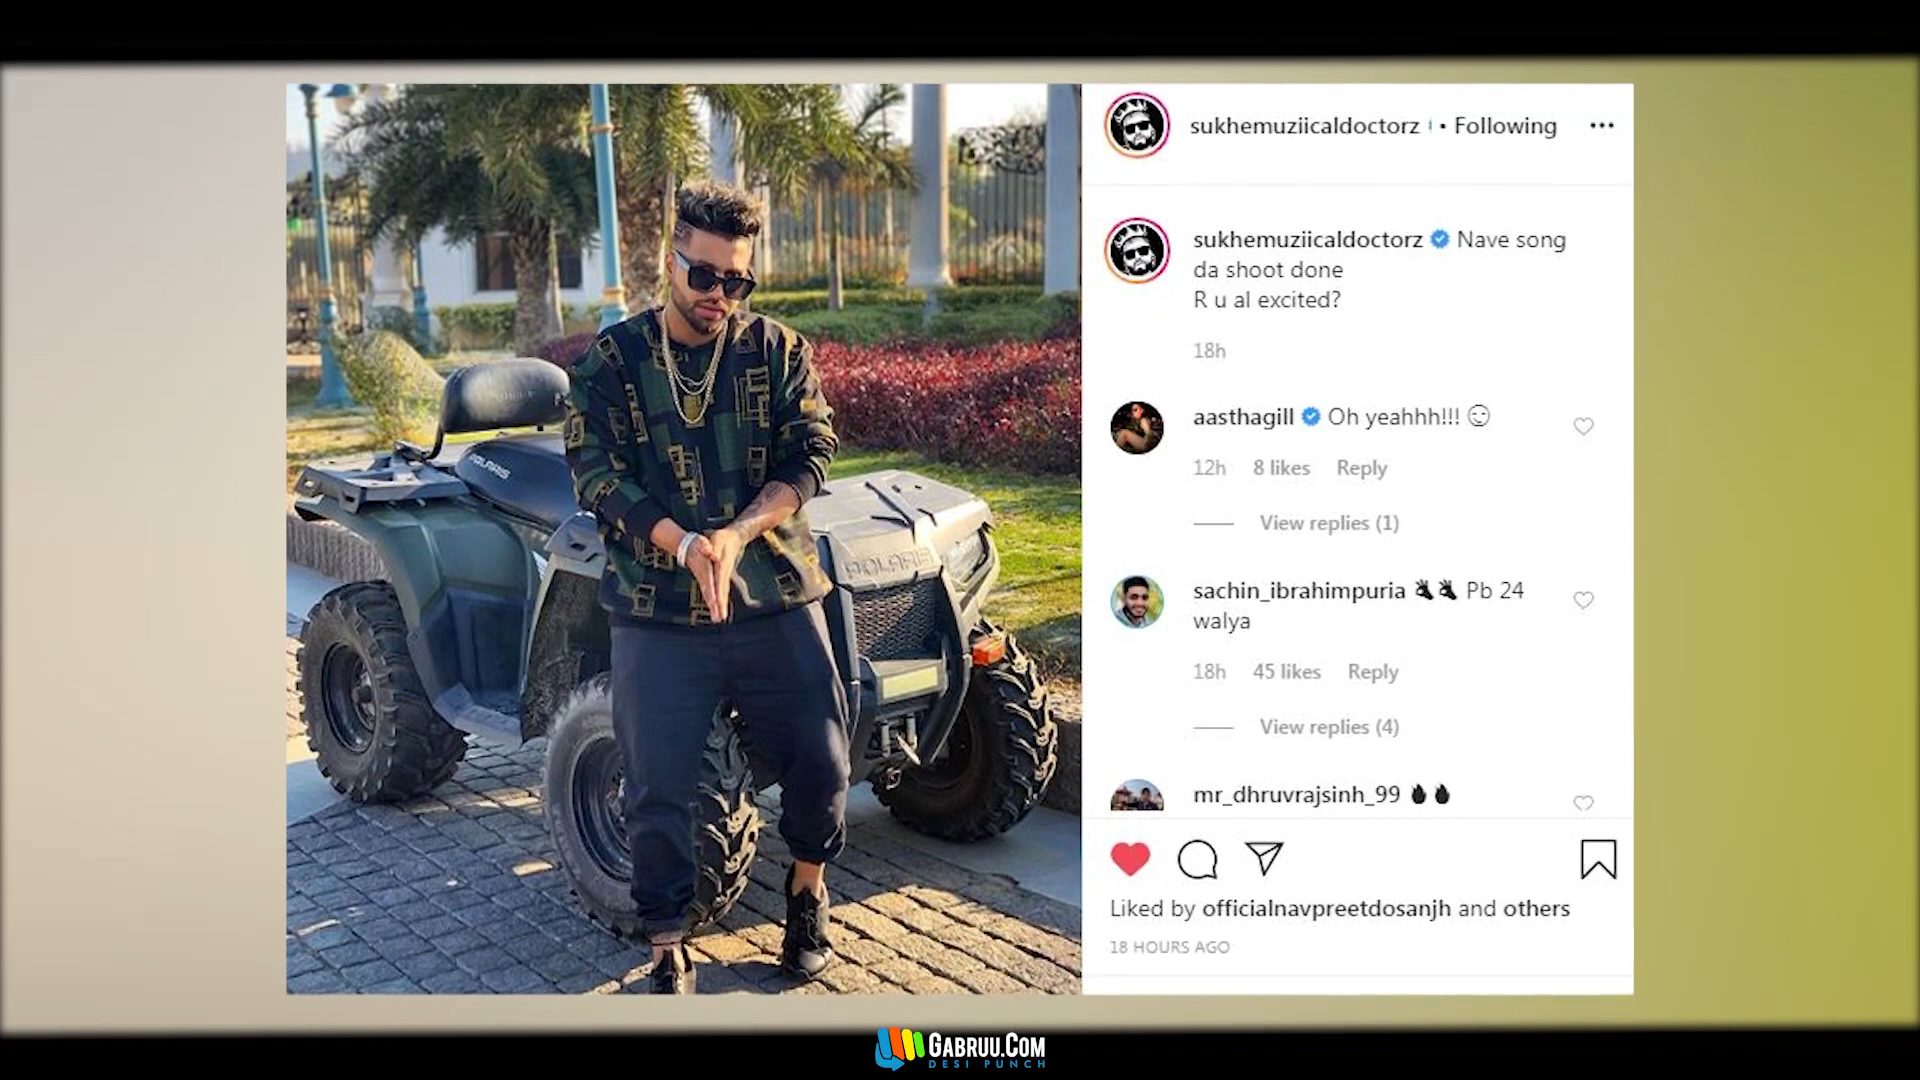 sukhemuziicaldoctorz • Following
sukhemuziicaldoctorz Nave song
da shoot done
R u al excited?
18h
aasthagill Oh yeahhh!!! 😏
12h 8 likes Reply
View replies (1)
sachin_ibrahimpuria 👌👌 Pb 24
walya
18h 45 likes Reply
View replies (4)
mr_dhruvrajsinh_99 🔥🔥
Liked by officialnavpreetdosanjh and others
18 HOURS AGO
POLARIS
POLARIS
GABRUU.COM
DESI PUNCH